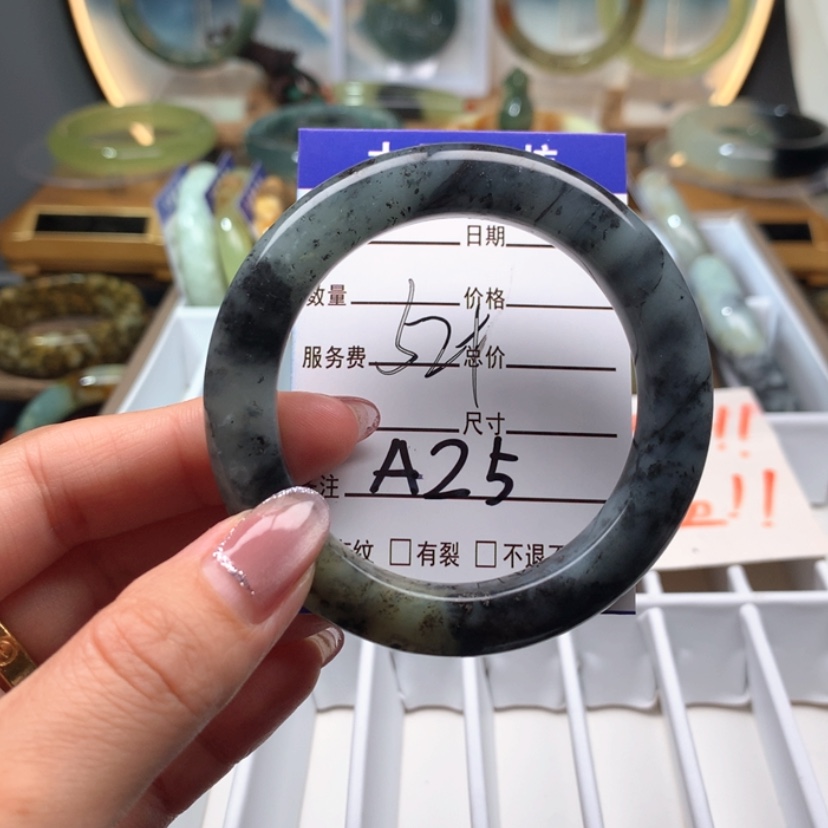 日期
数量 价格
服务费 52 总价
尺寸
注 A25
纹 □有裂 □不退
!!
!!